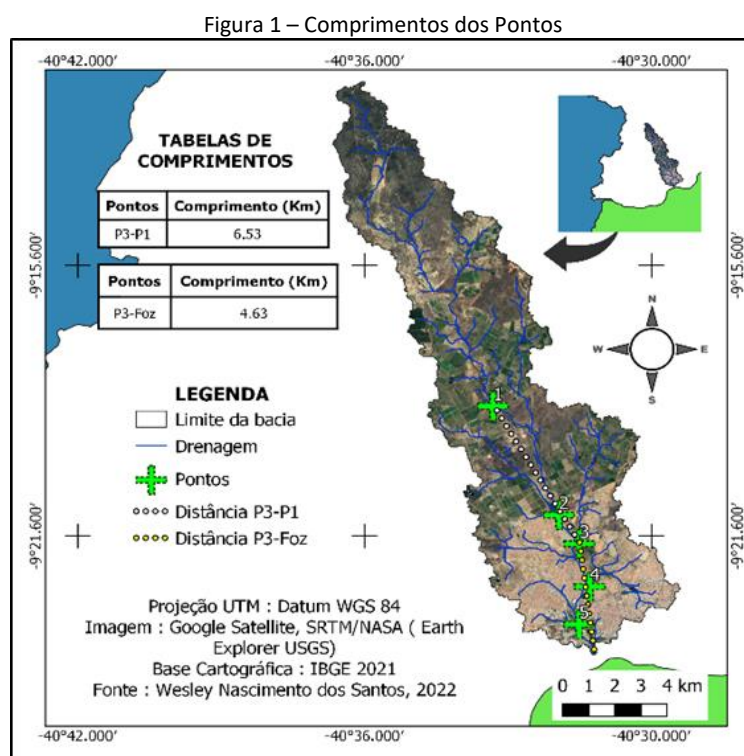 Figura 1 – Comprimentos dos Pontos
-40°42.000′ -40°36.000′ -40°30.000′
TABELAS DE
COMPRIMENTOS
Pontos Comprimento (Km)
P3-P1 6.53
Pontos Comprimento (Km)
P3-Foz 4.63
-9°15.600′ -9°15.600′
N
W E
S
LEGENDA
Limite da bacia
Drenagem
Pontos
Distância P3-P1
Distância P3-Foz
1
2
3
4
5
-9°21.600′ -9°21.600′
Projeção UTM : Datum WGS 84
Imagem : Google Satellite, SRTM/NASA ( Earth
Explorer USGS)
Base Cartográfica : IBGE 2021
Fonte : Wesley Nascimento dos Santos, 2022
0 1 2 3 4 km
-40°42.000′ -40°36.000′ -40°30.000′